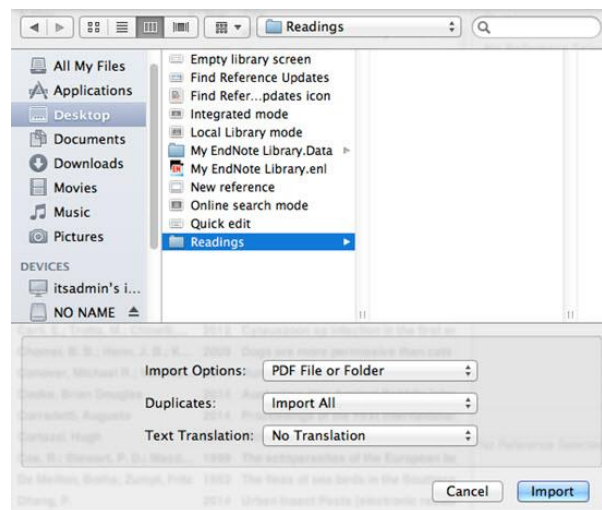 Readings
All My Files
Applications
Desktop
Documents
Downloads
Movies
Music
Pictures
DEVICES
itsadmin's i...
NO NAME
Empty library screen
Find Reference Updates
Find Refer...pdates icon
Integrated mode
Local Library mode
My EndNote Library.Data
My EndNote Library.enl
New reference
Online search mode
Quick edit
Readings
Import Options: PDF File or Folder
Duplicates: Import All
Text Translation: No Translation
Cancel Import